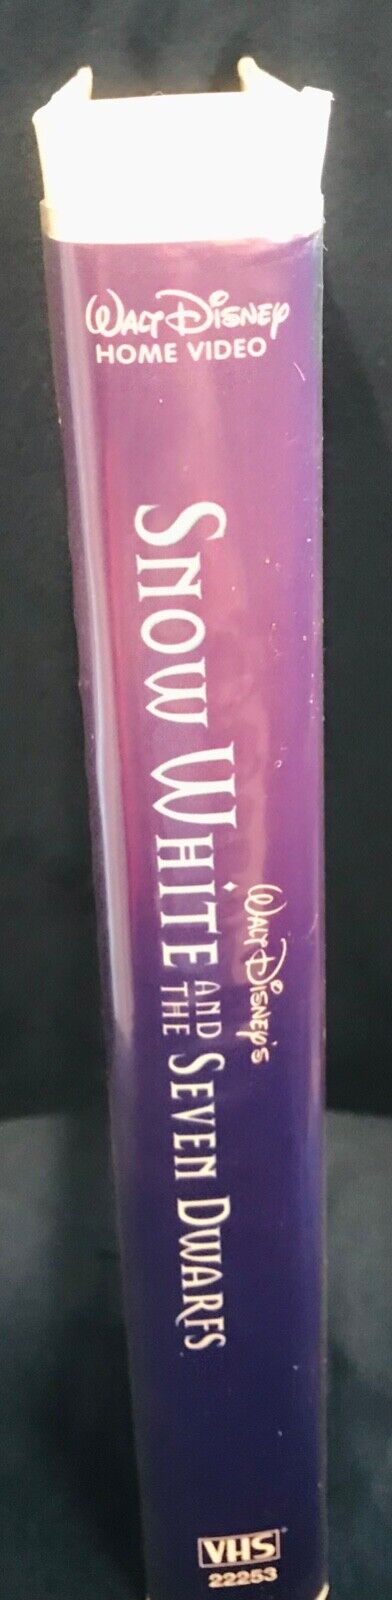 WALT DISNEY
HOME VIDEO
WALT DISNEY'S
SNOW WHITE AND THE SEVEN DWARFS
VHS
22253